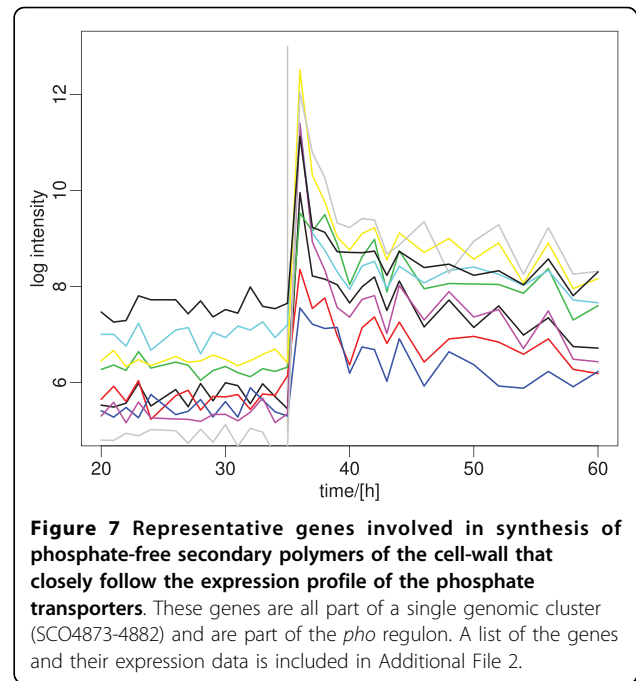 12
10
8
6
log intensity
20 30 40 50 60
time/[h]
Figure 7 Representative genes involved in synthesis of
phosphate-free secondary polymers of the cell-wall that
closely follow the expression profile of the phosphate
transporters. These genes are all part of a single genomic cluster
(SCO4873-4882) and are part of the pho regulon. A list of the genes
and their expression data is included in Additional File 2.